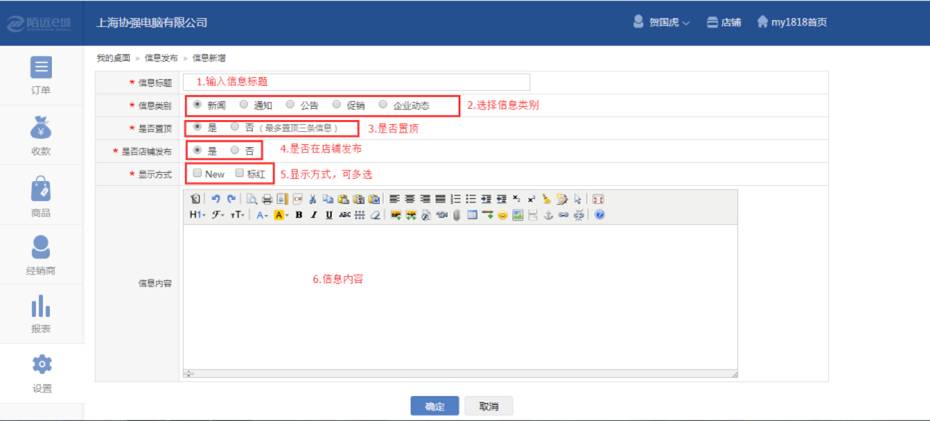 陌远e城 上海协强电脑有限公司 贺国虎 店铺 my1818首页
我的桌面 » 信息发布 » 信息新增
订单
收款
商品
经销商
报表
设置
* 信息标题 1.输入信息标题
* 信息类别 新闻 通知 公告 促销 企业动态 2.选择信息类别
* 是否置顶 是 否 ( 最多置顶三条信息 ) 3.是否置顶
* 是否店铺发布 是 否 4.是否在店铺发布
* 显示方式 New 标红 5.显示方式，可多选
H1 F TT A A B I U ABC
信息内容 6.信息内容
确定 取消